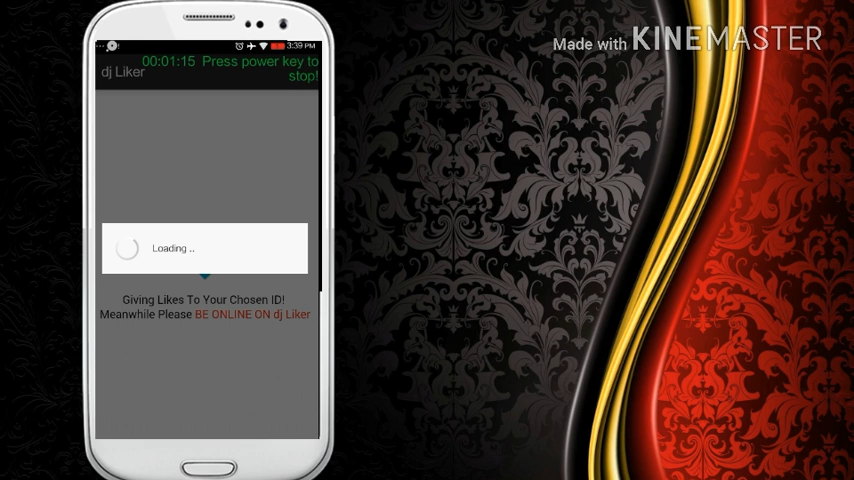 Made with KINEMASTER
3:39 PM
00:01:15 Press power key to
stop!
dj Liker
Loading ..
Giving Likes To Your Chosen ID!
Meanwhile Please BE ONLINE ON dj Liker